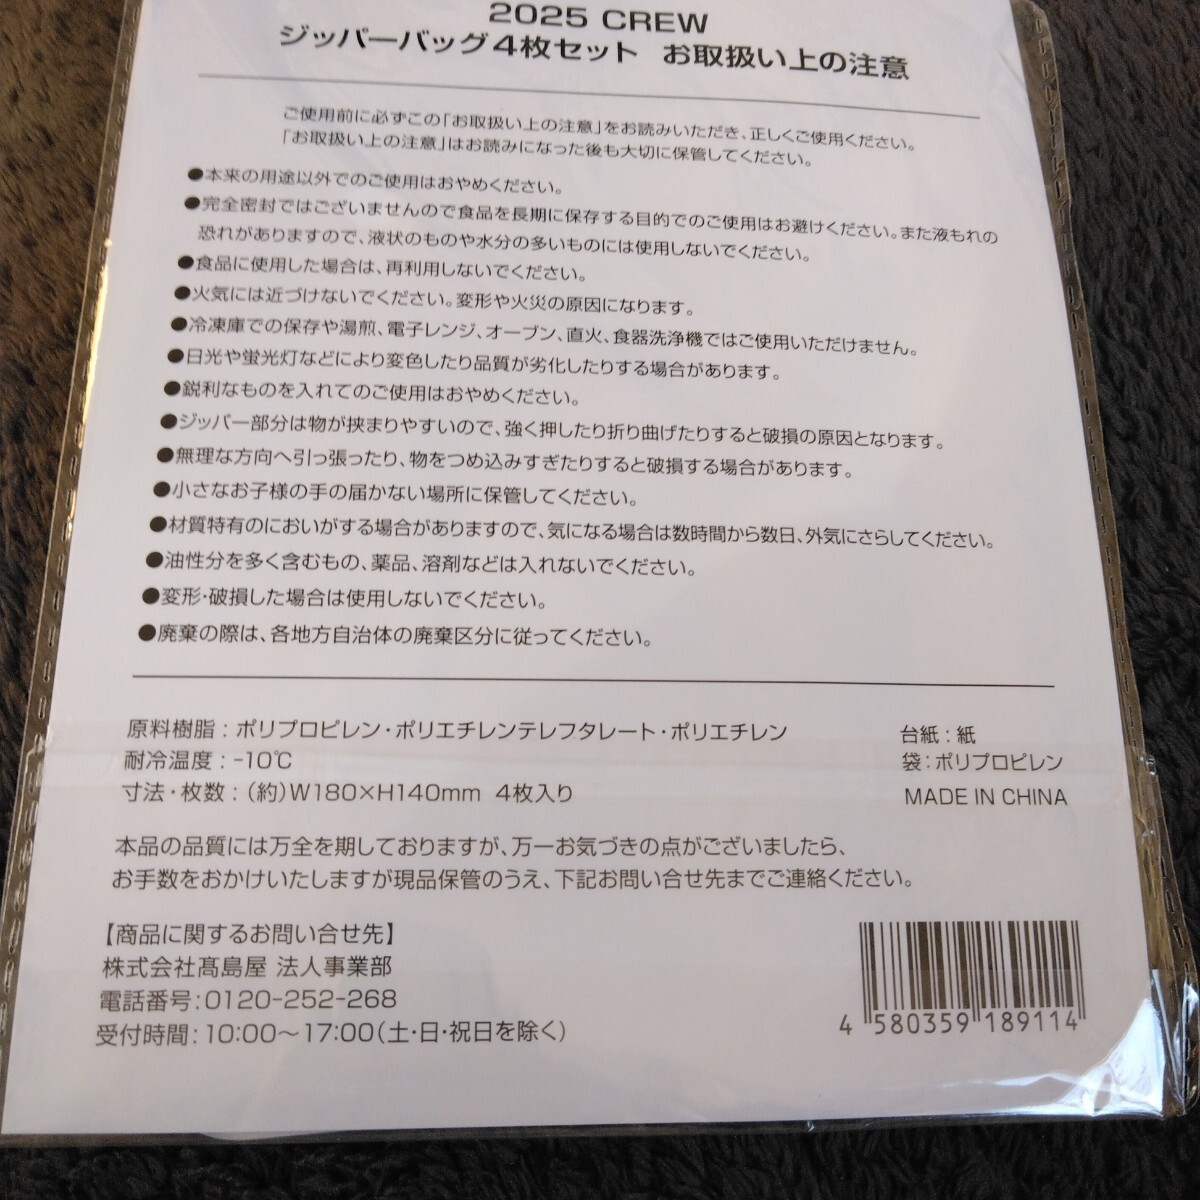 2025 CREW
ジッパーバッグ4枚セット お取扱い上の注意
ご使用前に必ずこの「お取扱い上の注意」をお読みいただき、正しくご使用ください。
「お取扱い上の注意」はお読みになった後も大切に保管してください。
●本来の用途以外でのご使用はおやめください。
●完全密封ではございませんので食品を長期に保存する目的でのご使用はお避けください。また液もれの
恐れがありますので、液状のものや水分の多いものには使用しないでください。
●食品に使用した場合は、再利用しないでください。
●火気には近づけないでください。変形や火災の原因になります。
●冷凍庫での保存や湯煎、電子レンジ、オーブン、直火、食器洗浄機ではご使用いただけません。
●日光や蛍光灯などにより変色したり品質が劣化したりする場合があります。
●鋭利なものを入れてのご使用はおやめください。
●ジッパー部分は物が挟まりやすいので、強く押したり折り曲げたりすると破損の原因となります。
●無理な方向へ引っ張ったり、物をつめ込みすぎたりすると破損する場合があります。
●小さなお子様の手の届かない場所に保管してください。
●材質特有のにおいがする場合がありますので、気になる場合は数時間から数日、外気にさらしてください。
●油性分を多く含むもの、薬品、溶剤などは入れないでください。
●変形・破損した場合は使用しないでください。
●廃棄の際は、各地方自治体の廃棄区分に従ってください。
原料樹脂：ポリプロピレン・ポリエチレンテレフタレート・ポリエチレン
耐冷温度：-10℃
寸法・枚数：（約）W180×H140mm 4枚入り
台紙：紙
袋：ポリプロピレン
MADE IN CHINA
本品の品質には万全を期しておりますが、万一お気づきの点がございましたら、
お手数をおかけいたしますが現品保管のうえ、下記お問い合せ先までご連絡ください。
【商品に関するお問い合せ先】
株式会社髙島屋 法人事業部
電話番号：0120-252-268
受付時間：10:00～17:00（土・日・祝日を除く）
4 580359 189114